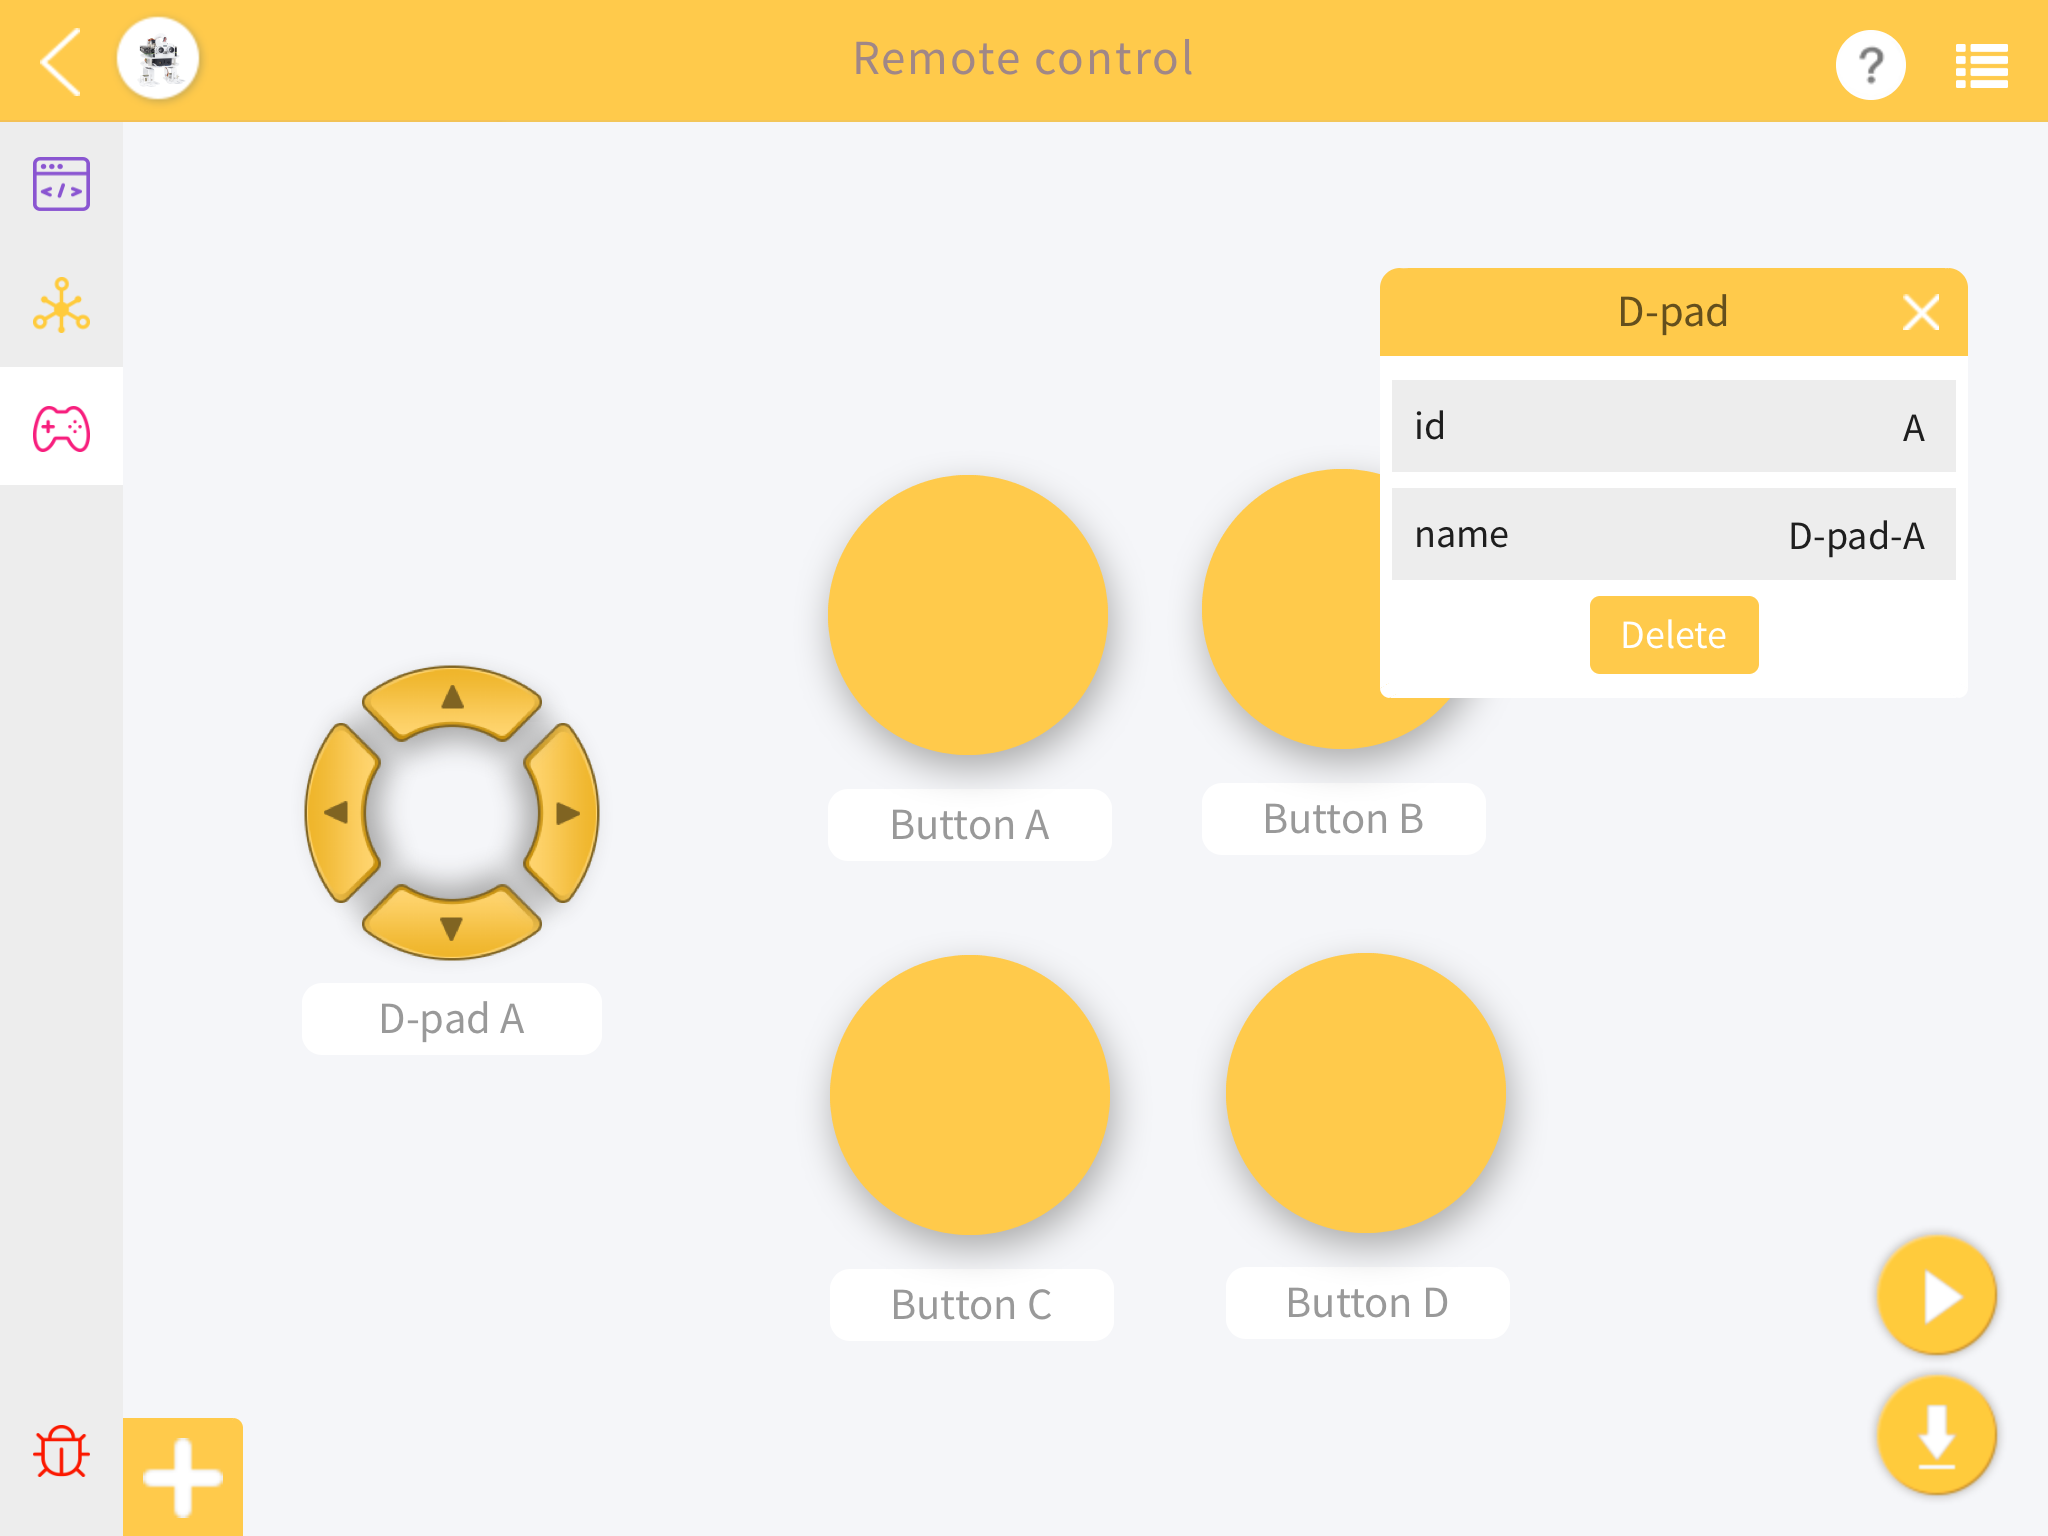 Remote control
?
</>
D-pad
id A
name D-pad-A
Delete
Button A
Button B
D-pad A
Button C
Button D